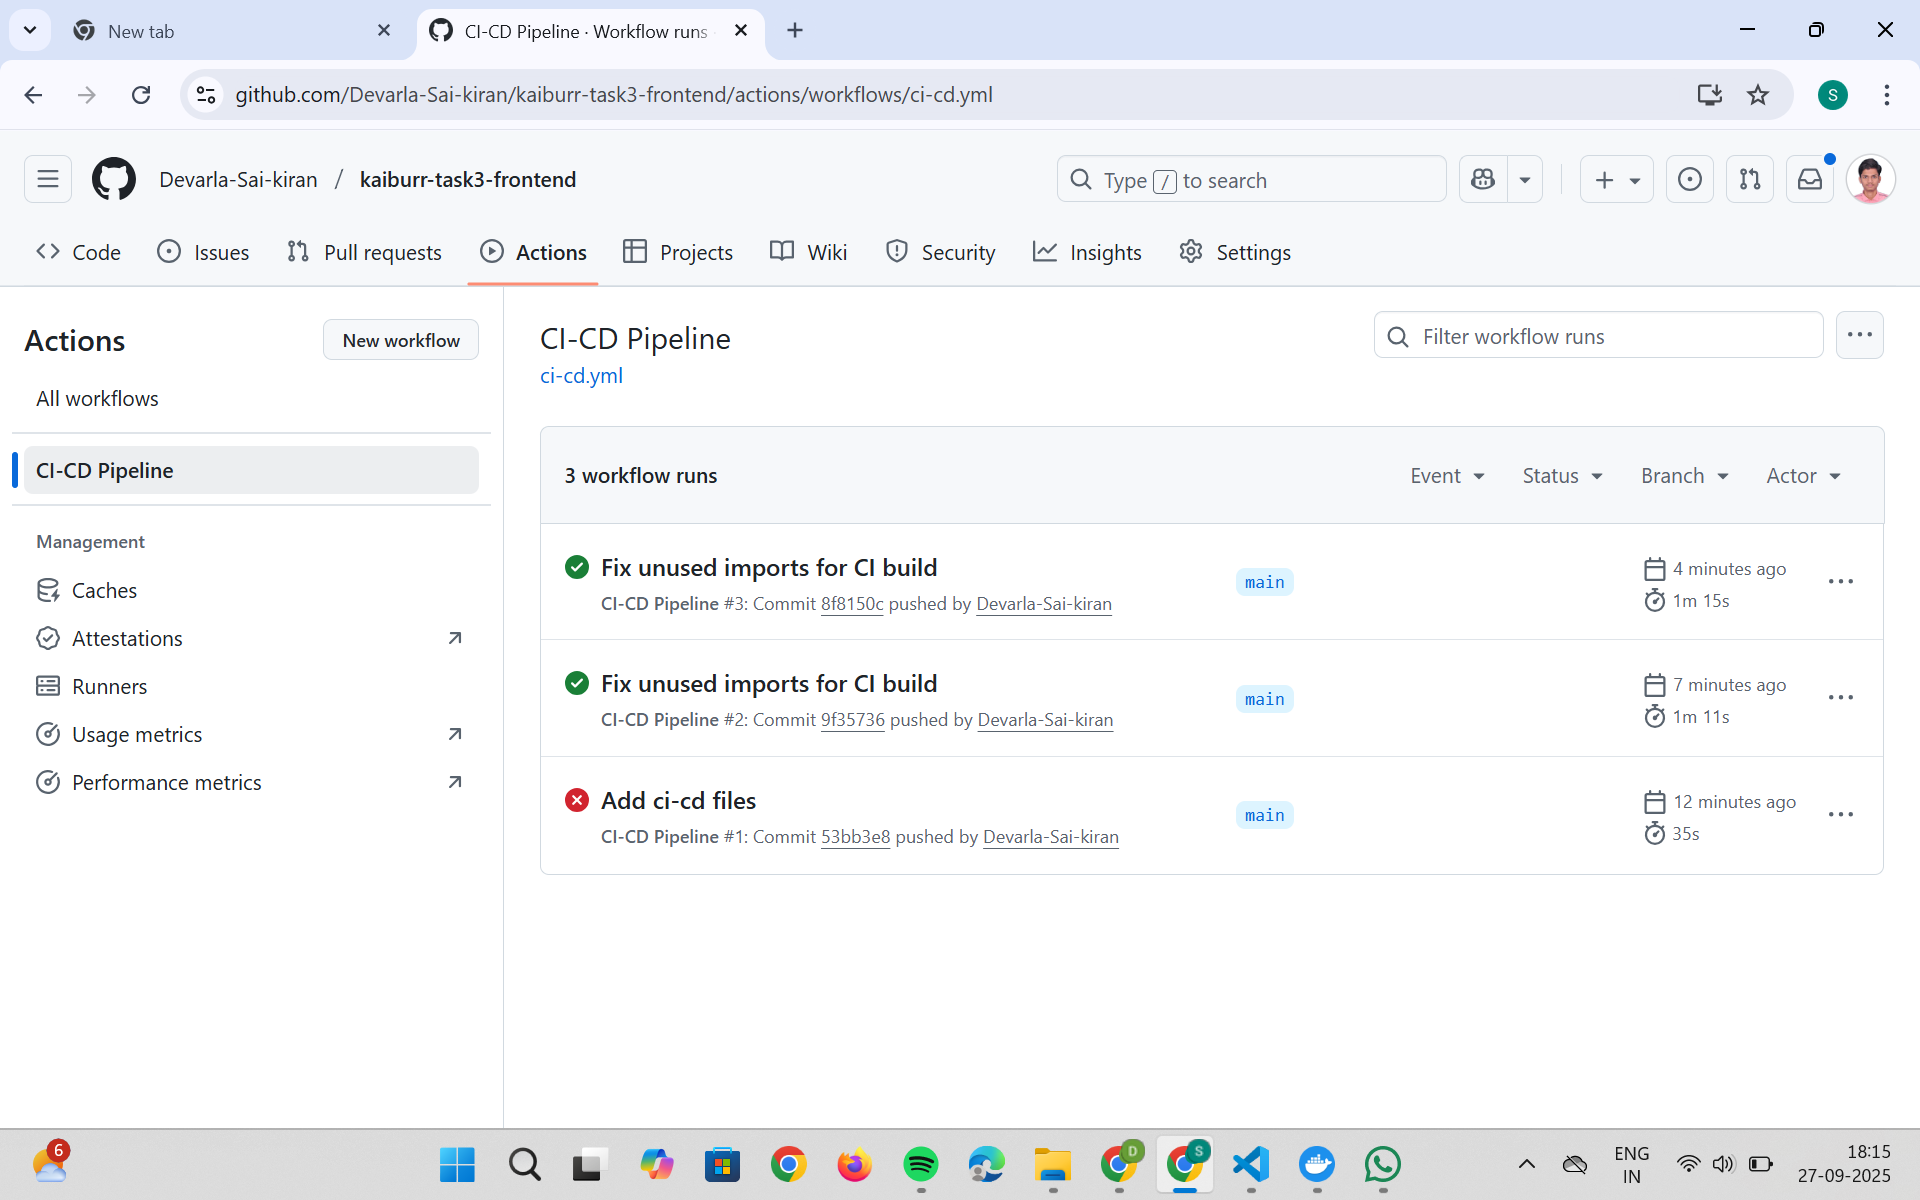 New tab
CI-CD Pipeline · Workflow runs
github.com/Devarla-Sai-kiran/kaiburr-task3-frontend/actions/workflows/ci-cd.yml
S
Devarla-Sai-kiran / kaiburr-task3-frontend
Type / to search
Code
Issues
Pull requests
Actions
Projects
Wiki
Security
Insights
Settings
Actions
New workflow
All workflows
CI-CD Pipeline
Management
Caches
Attestations
Runners
Usage metrics
Performance metrics
CI-CD Pipeline
ci-cd.yml
Filter workflow runs
3 workflow runs
Event
Status
Branch
Actor
Fix unused imports for CI build
CI-CD Pipeline #3: Commit 8f8150c pushed by Devarla-Sai-kiran
main
4 minutes ago
1m 15s
Fix unused imports for CI build
CI-CD Pipeline #2: Commit 9f35736 pushed by Devarla-Sai-kiran
main
7 minutes ago
1m 11s
Add ci-cd files
CI-CD Pipeline #1: Commit 53bb3e8 pushed by Devarla-Sai-kiran
main
12 minutes ago
35s
6
D
S
ENG
IN
18:15
27-09-2025